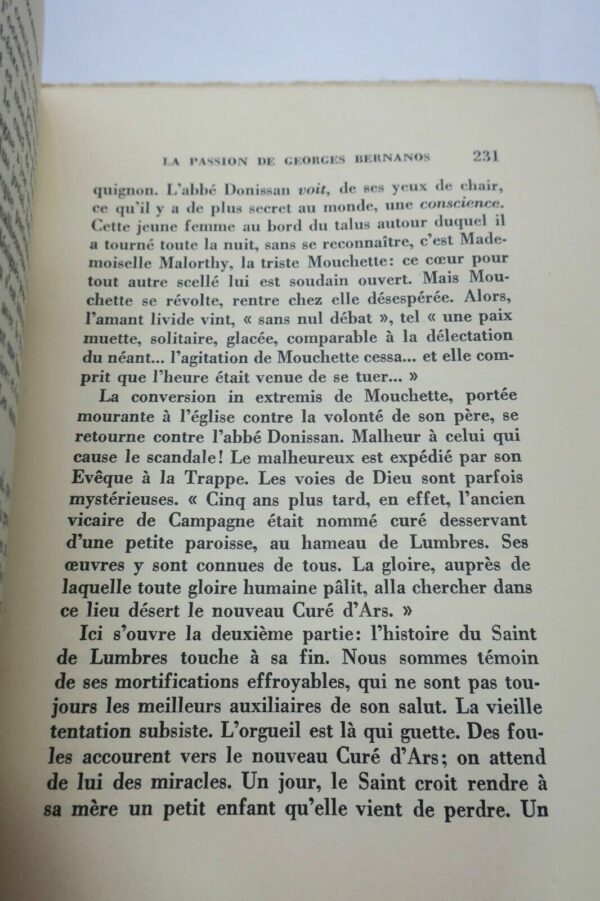 LA PASSION DE GEORGES BERNANOS 231
quignon. L'abbé Donissan voit, de ses yeux de chair,
ce qu'il y a de plus secret au monde, une conscience.
Cette jeune femme au bord du talus autour duquel il
a tourné toute la nuit, sans se reconnaître, c'est Made-
moiselle Malorthy, la triste Mouchette: ce cœur pour
tout autre scellé lui est soudain ouvert. Mais Mou-
chette se révolte, rentre chez elle désespérée. Alors,
l'amant livide vint, « sans nul débat », tel « une paix
muette, solitaire, glacée, comparable à la délectation
du néant... l'agitation de Mouchette cessa... et elle com-
prit que l'heure était venue de se tuer... »
La conversion in extremis de Mouchette, portée
mourante à l'église contre la volonté de son père, se
retourne contre l'abbé Donissan. Malheur à celui qui
cause le scandale! Le malheureux est expédié par son
Evêque à la Trappe. Les voies de Dieu sont parfois
mystérieuses. « Cinq ans plus tard, en effet, l'ancien
vicaire de Campagne était nommé curé desservant
d'une petite paroisse, au hameau de Lumbres. Ses
œuvres y sont connues de tous. La gloire, auprès de
laquelle toute gloire humaine pâlit, alla chercher dans
ce lieu désert le nouveau Curé d'Ars. »
Ici s'ouvre la deuxième partie: l'histoire du Saint
de Lumbres touche à sa fin. Nous sommes témoin
de ses mortifications effroyables, qui ne sont pas tou-
jours les meilleurs auxiliaires de son salut. La vieille
tentation subsiste. L'orgueil est là qui guette. Des fou-
les accourent vers le nouveau Curé d'Ars; on attend
de lui des miracles. Un jour, le Saint croit rendre à
sa mère un petit enfant qu'elle vient de perdre. Un